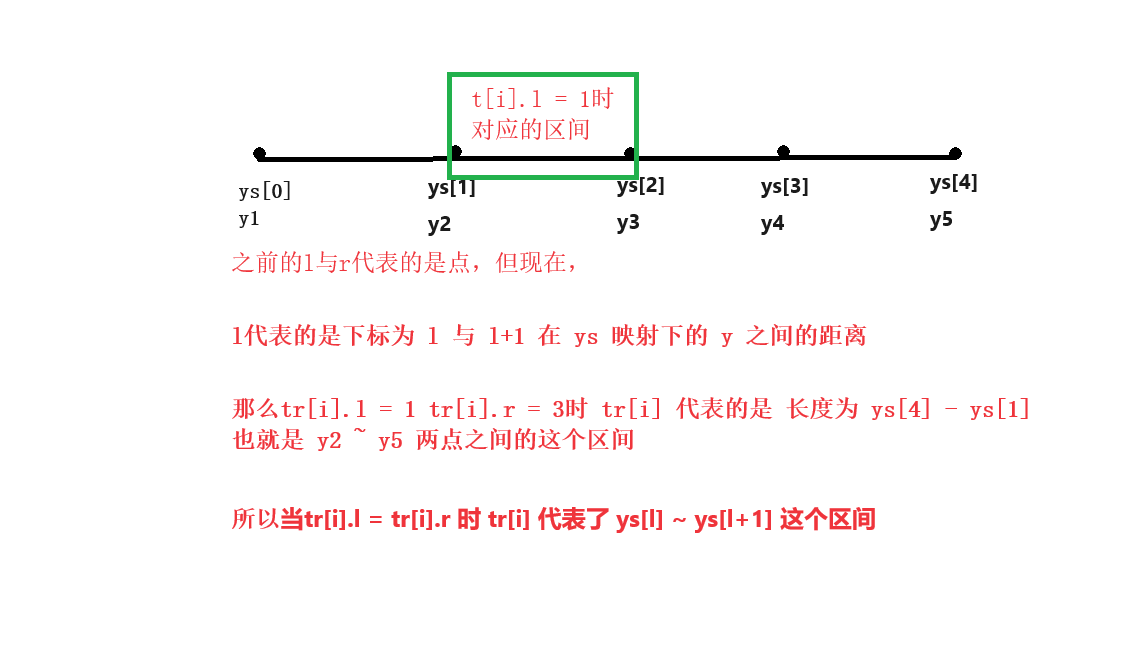 t[i].l = 1时
对应的区间
ys[0] ys[1] ys[2] ys[3] ys[4]
y1 y2 y3 y4 y5
之前的l与r代表的是点，但现在，
l代表的是下标为 l 与 l+1 在 ys 映射下的 y 之间的距离
那么tr[i].l = 1 tr[i].r = 3时 tr[i] 代表的是 长度为 ys[4] - ys[1]
也就是 y2 ~ y5 两点之间的这个区间
所以当tr[i].l = tr[i].r 时 tr[i] 代表了 ys[l] ~ ys[l+1] 这个区间